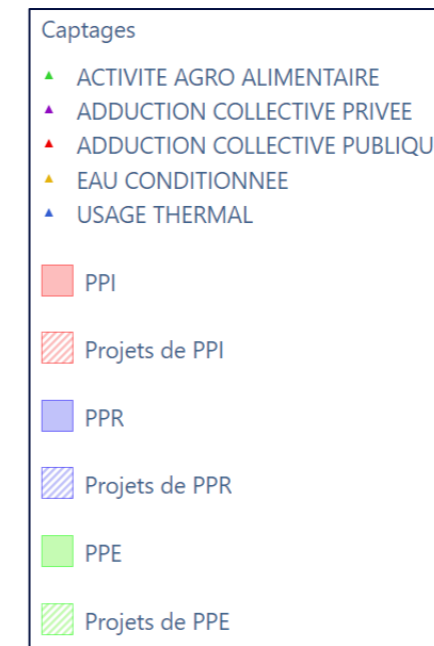 Captages
ACTIVITE AGRO ALIMENTAIRE
ADDUCTION COLLECTIVE PRIVEE
ADDUCTION COLLECTIVE PUBLIQU
EAU CONDITIONNEE
USAGE THERMAL
PPI
Projets de PPI
PPR
Projets de PPR
PPE
Projets de PPE